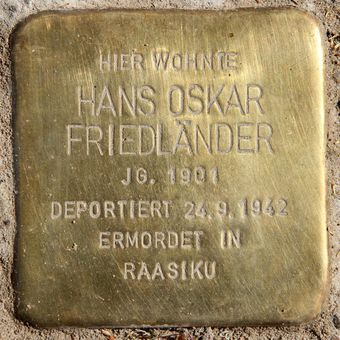 HIER WOHNTE
HANS OSKAR
FRIEDLÄNDER
JG. 1901
DEPORTIERT 24.9.1942
ERMORDET IN
RAASIKU